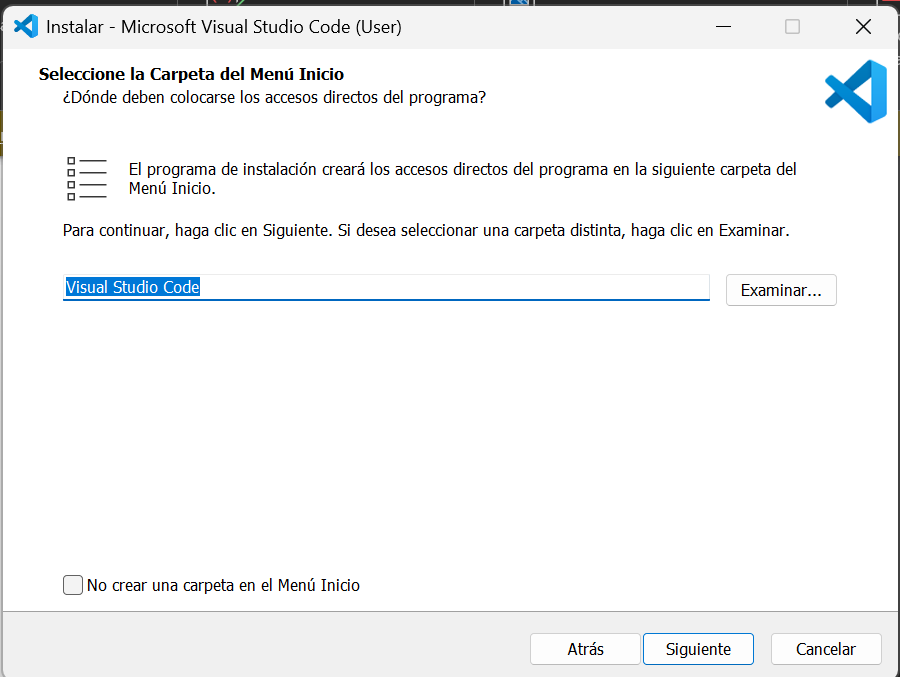 Instalar - Microsoft Visual Studio Code (User)
Seleccione la Carpeta del Menú Inicio
¿Dónde deben colocarse los accesos directos del programa?
El programa de instalación creará los accesos directos del programa en la siguiente carpeta del
Menú Inicio.
Para continuar, haga clic en Siguiente. Si desea seleccionar una carpeta distinta, haga clic en Examinar.
Visual Studio Code
Examinar...
No crear una carpeta en el Menú Inicio
Atrás
Siguiente
Cancelar